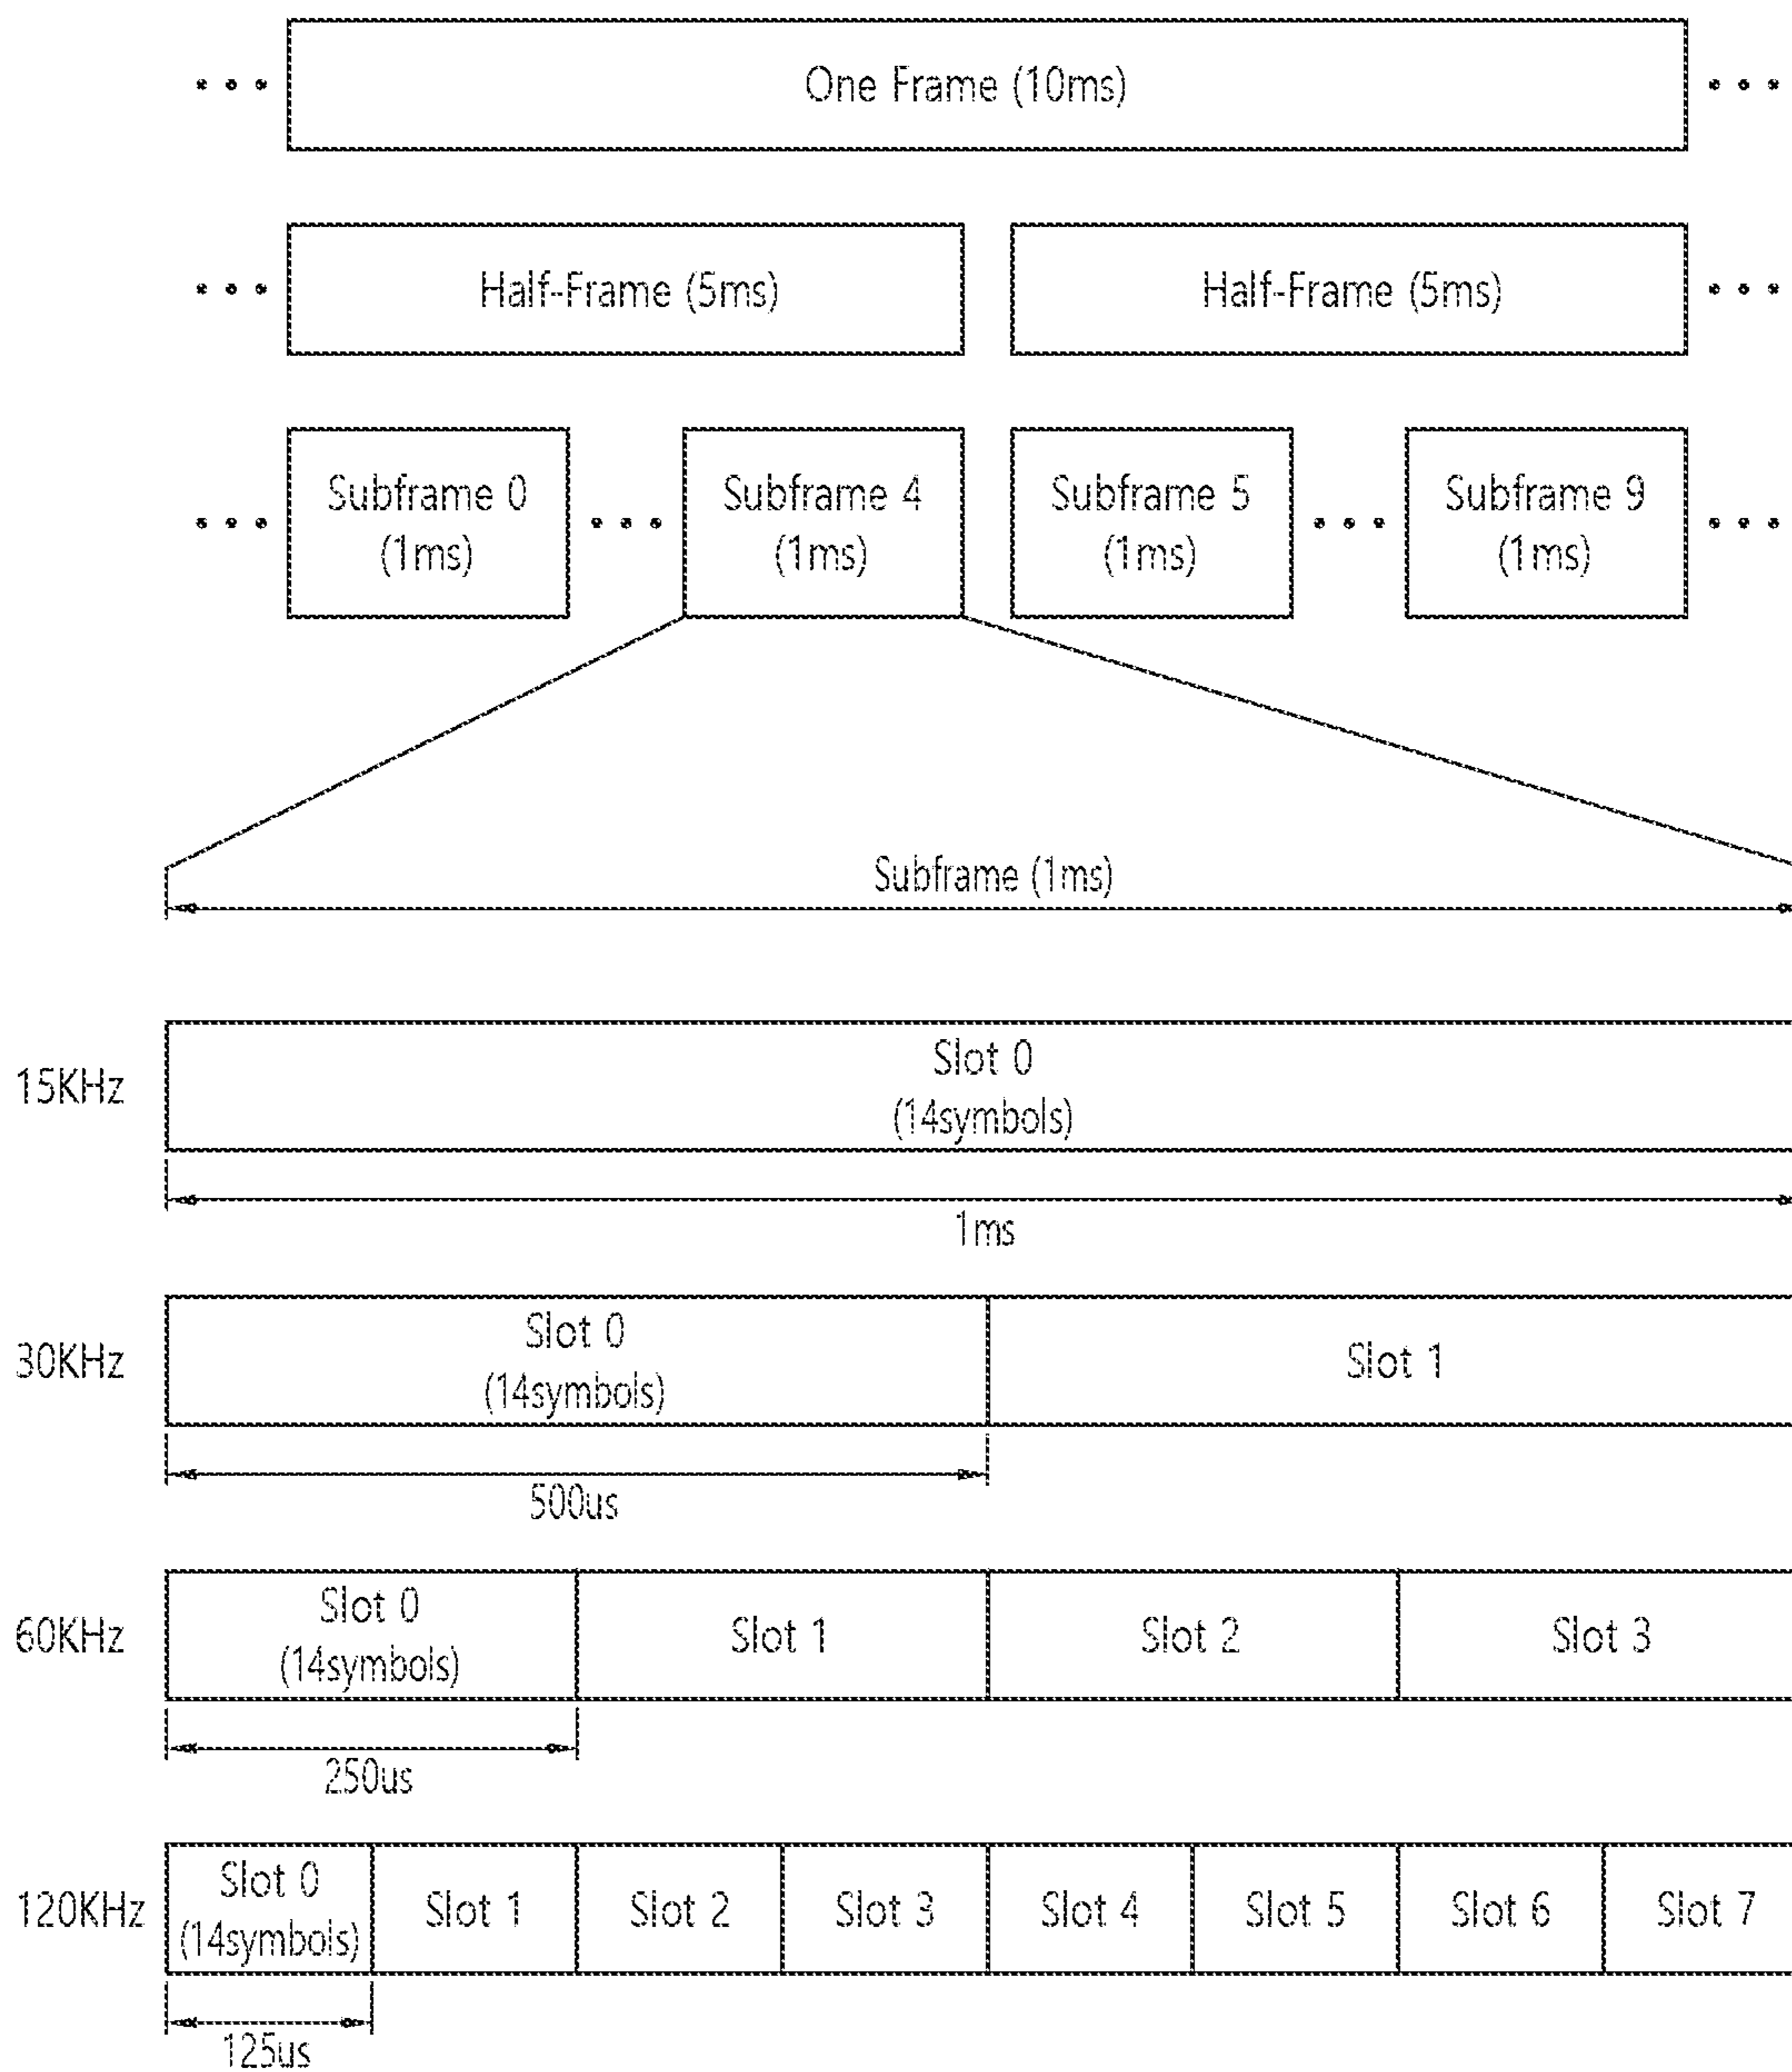 One Frame (10ms)
Half-Frame (5ms)
Half-Frame (5ms)
Subframe 0
(1ms)
Subframe 4
(1ms)
Subframe 5
(1ms)
Subframe 9
(1ms)
Subframe (1ms)
15KHz
Slot 0
(14symbols)
1ms
30KHz
Slot 0
(14symbols)
Slot 1
500us
60KHz
Slot 0
(14symbols)
Slot 1
Slot 2
Slot 3
250us
120KHz
Slot 0
(14symbols)
Slot 1
Slot 2
Slot 3
Slot 4
Slot 5
Slot 6
Slot 7
125us